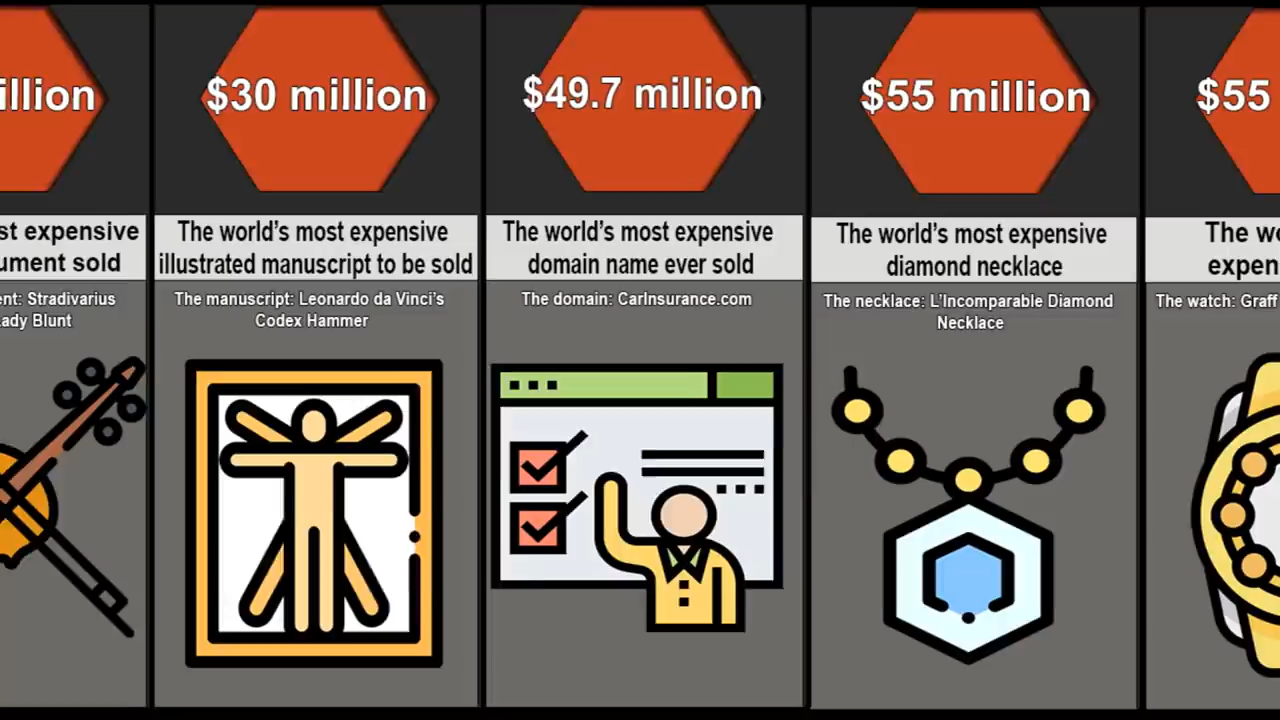 illion
st expensive
ument sold
ent: Stradivarius
ady Blunt
$30 million
The world's most expensive
illustrated manuscript to be sold
The manuscript: Leonardo da Vinci's
Codex Hammer
$49.7 million
The world's most expensive
domain name ever sold
The domain: CarInsurance.com
$55 million
The world's most expensive
diamond necklace
The necklace: L'Incomparable Diamond
Necklace
$55
The wo
expen
The watch: Graff